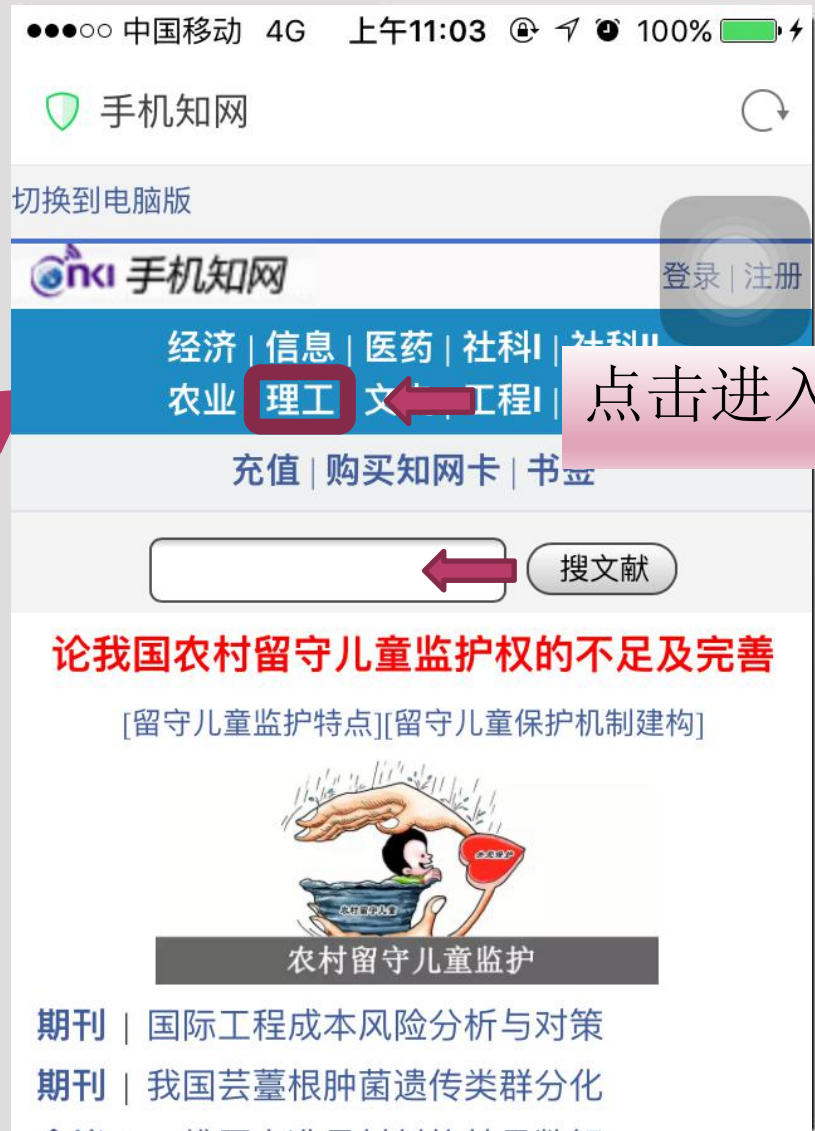 中国移动 4G 上午11:03 100%
手机知网
切换到电脑版
cnki 手机知网
登录 | 注册
经济 | 信息 | 医药 | 社科I | 社科II
农业 | 理工 | 文史 | 工程I |
点击进入
充值 | 购买知网卡 | 书签
搜文献
论我国农村留守儿童监护权的不足及完善
[留守儿童监护特点][留守儿童保护机制建构]
农村留守儿童
农村留守儿童监护
期刊 | 国际工程成本风险分析与对策
期刊 | 我国芸薹根肿菌遗传类群分化